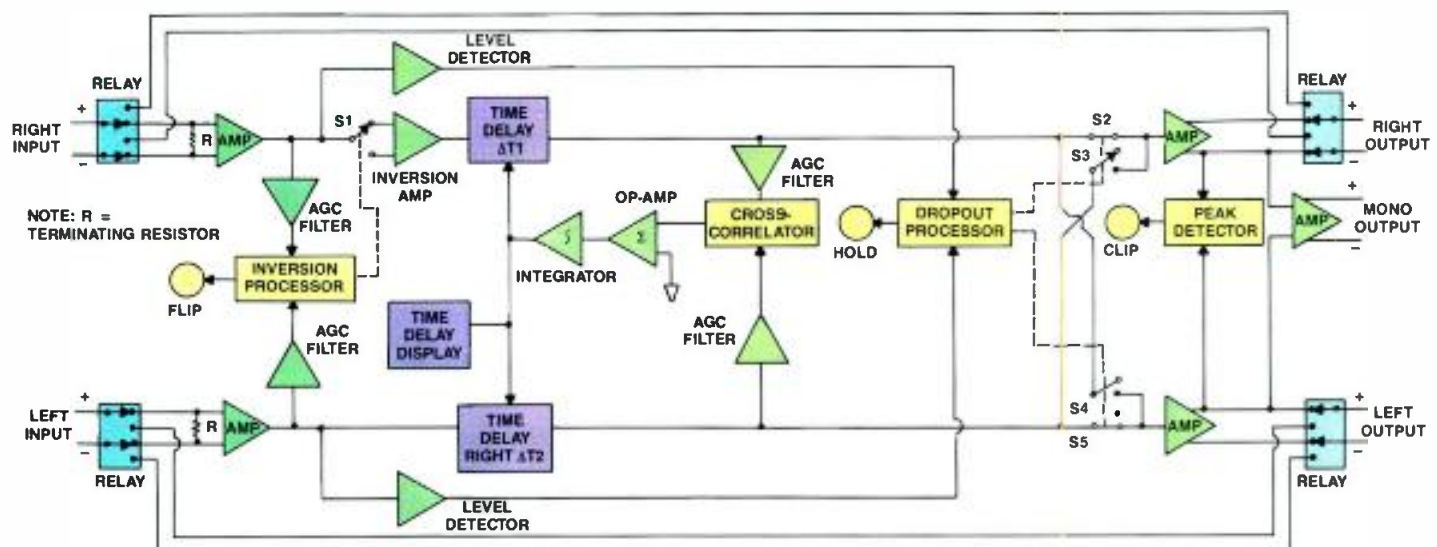 LEVEL
DETECTOR
RELAY
RELAY
+
RIGHT
INPUT
–
R
AMP
S1
TIME
DELAY
ΔT1
INVERSION
AMP
AGC
FILTER
NOTE: R =
TERMINATING RESISTOR
INVERSION
PROCESSOR
FLIP
AGC
FILTER
OP-AMP
∫
Σ
INTEGRATOR
AGC
FILTER
CROSS-
CORRELATOR
HOLD
DROPOUT
PROCESSOR
S2
S3
AMP
+
RIGHT
OUTPUT
–
CLIP
PEAK
DETECTOR
AMP
+
MONO
OUTPUT
–
TIME
DELAY
DISPLAY
AGC
FILTER
+
LEFT
INPUT
–
R
AMP
RELAY
TIME
DELAY
RIGHT ΔT2
LEVEL
DETECTOR
S4
S5
AMP
+
LEFT
OUTPUT
–
RELAY